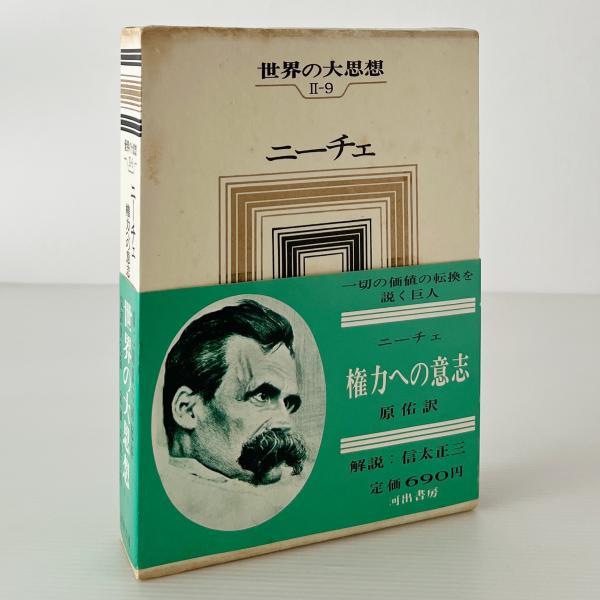 世界の大思想
II-9
ニーチェ
一切の価値の転換を
説く巨人
ニーチェ
権力への意志
原佑訳
解説:信太正三
定価690円
河出書房
ニーチェ
権力への意志
世界の大思想